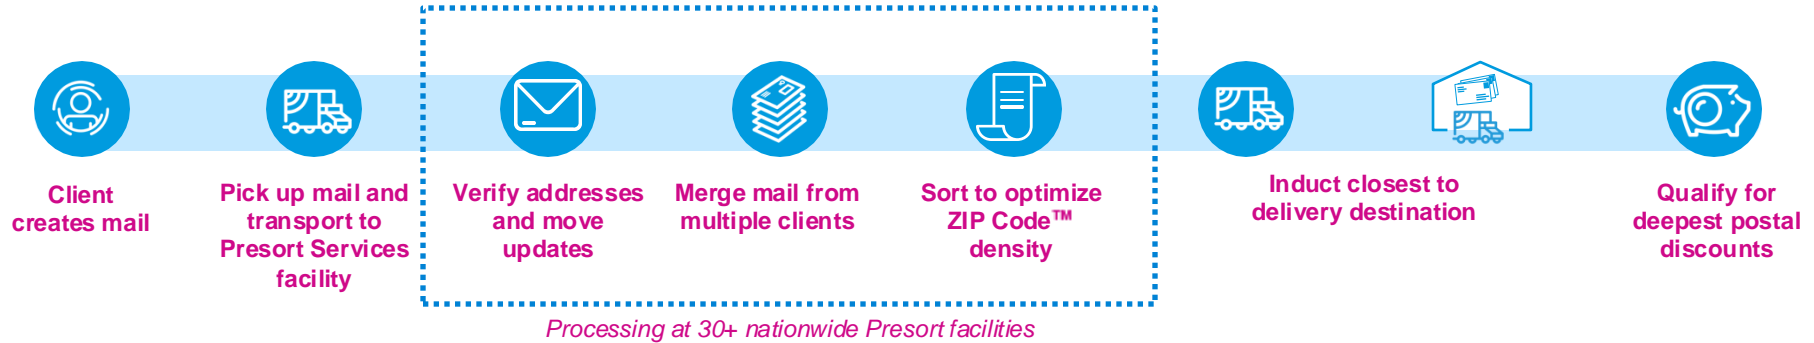 Client
creates mail
Pick up mail and
transport to
Presort Services
facility
Verify addresses
and move
updates
Merge mail from
multiple clients
Sort to optimize
ZIP Code™
density
Induct closest to
delivery destination
Qualify for
deepest postal
discounts
Processing at 30+ nationwide Presort facilities